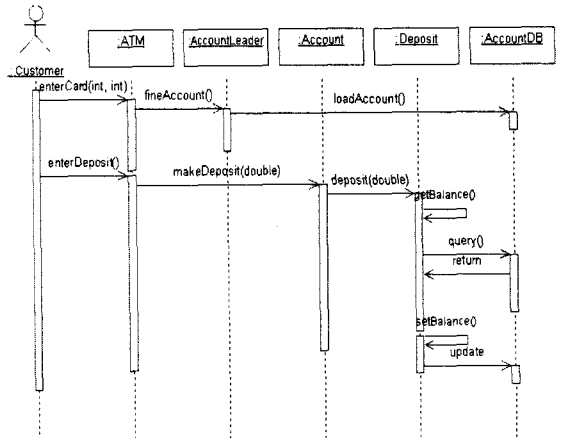 :ATM
:AccountLeader
:Account
:Deposit
:AccountDB
:Customer
enterCard(int, int)
fineAccount()
loadAccount()
enterDeposit()
makeDeposit(double)
deposit(double)
getBalance()
query()
return
setBalance()
update